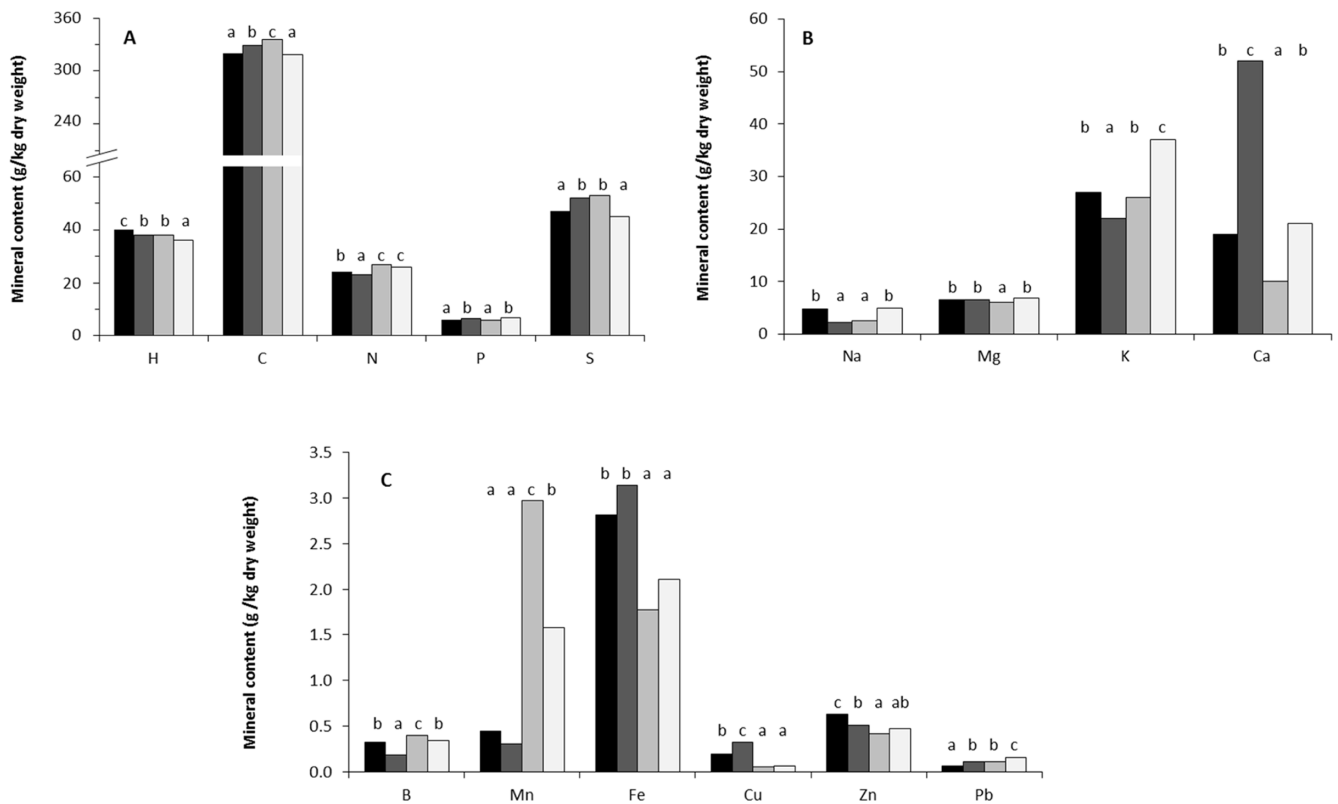 A
Mineral content (g/kg dry weight)
360
300
240
60
40
20
0
a b c a
c b b a
b a c c
a b a b
a b b a
H C N P S
B
Mineral content (g/kg dry weight)
60
50
40
30
20
10
0
b a a b
b b a b
b a b c
b c a b
Na Mg K Ca
C
Mineral content (g /kg dry weight)
3.5
3.0
2.5
2.0
1.5
1.0
0.5
0.0
b a c b
a a c b
b b a a
b c a a
c b a ab
a b b c
B Mn Fe Cu Zn Pb